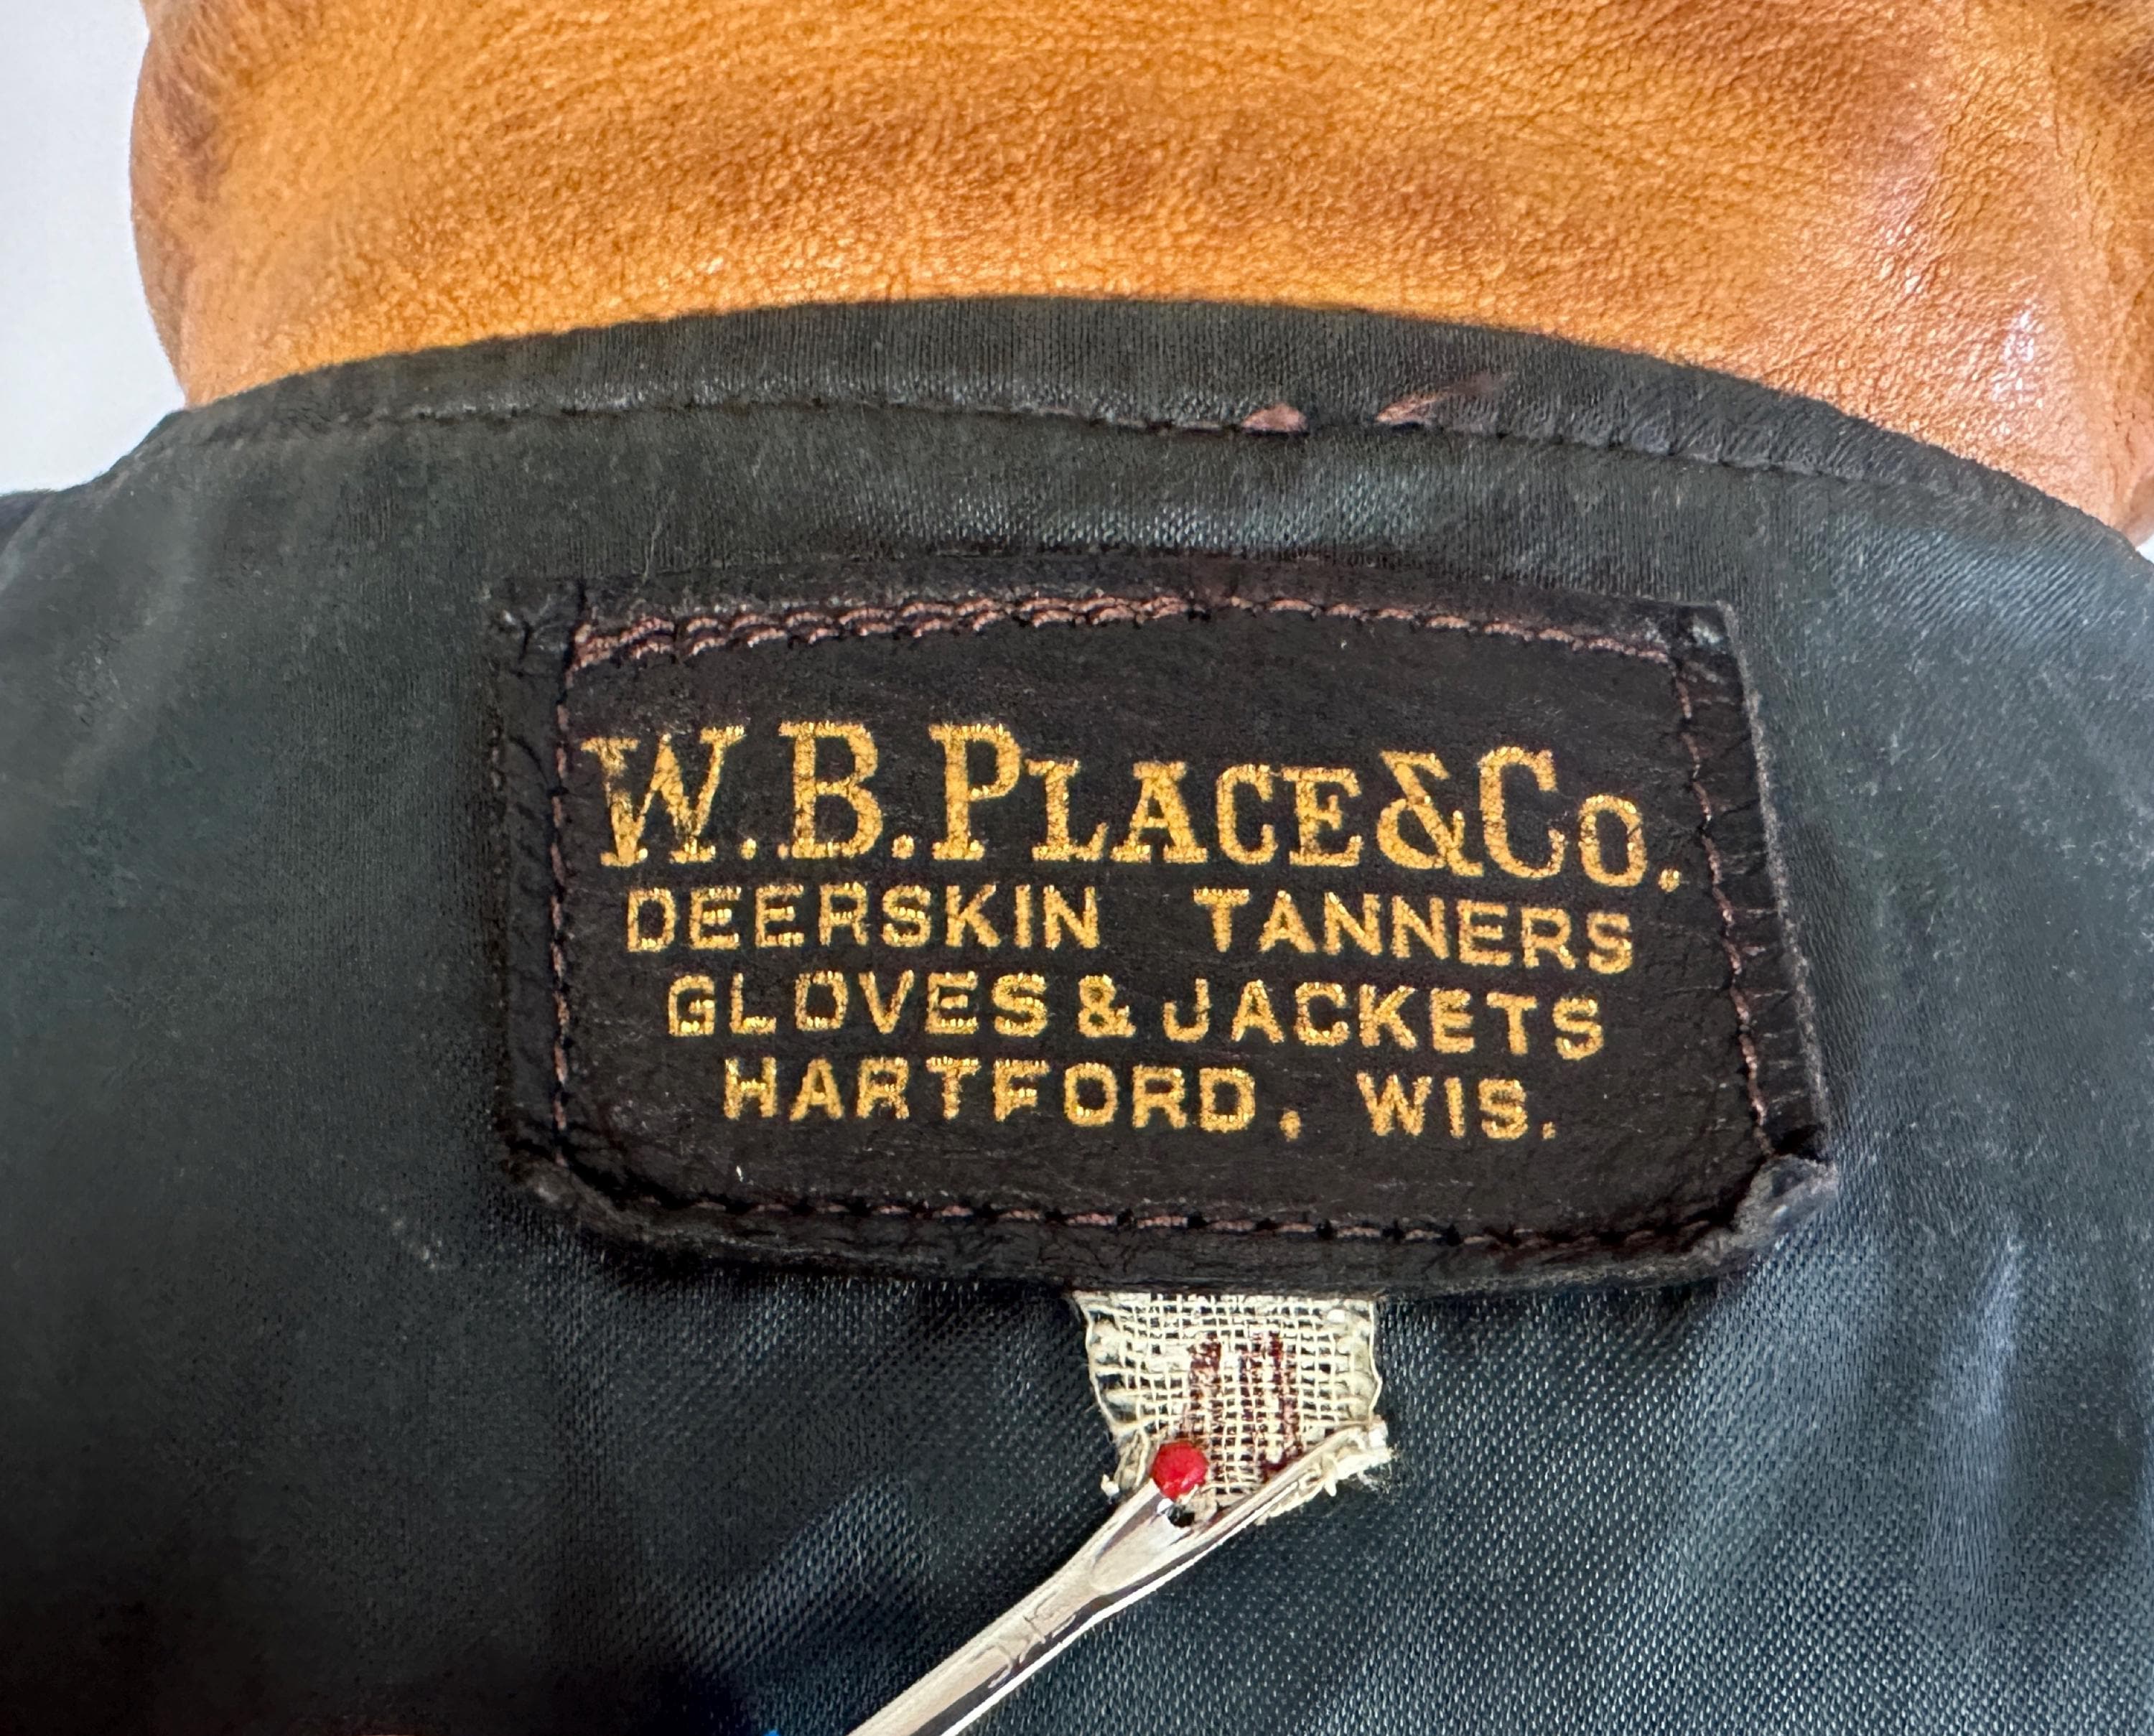 W.B.PLACE&CO.
DEERSKIN TANNERS
GLOVES & JACKETS
HARTFORD, WIS.